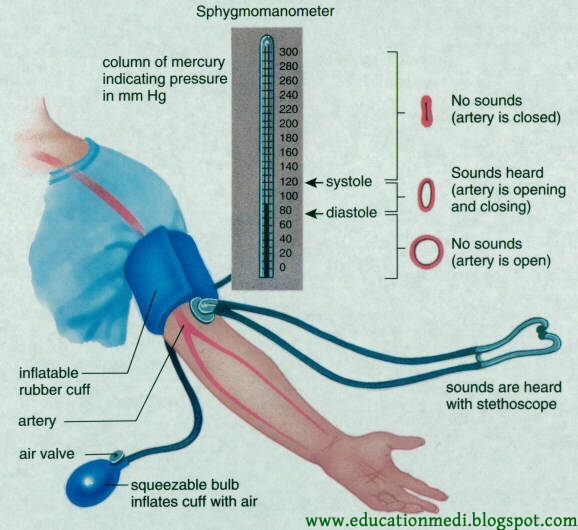 Sphygmomanometer
column of mercury
indicating pressure
in mm Hg
300
280
260
240
220
200
180
160
140
120
100
80
60
40
20
0
systole
diastole
No sounds
(artery is closed)
Sounds heard
(artery is opening
and closing)
No sounds
(artery is open)
inflatable
rubber cuff
artery
air valve
squeezable bulb
inflates cuff with air
sounds are heard
with stethoscope
www.educationmedi.blogspot.com